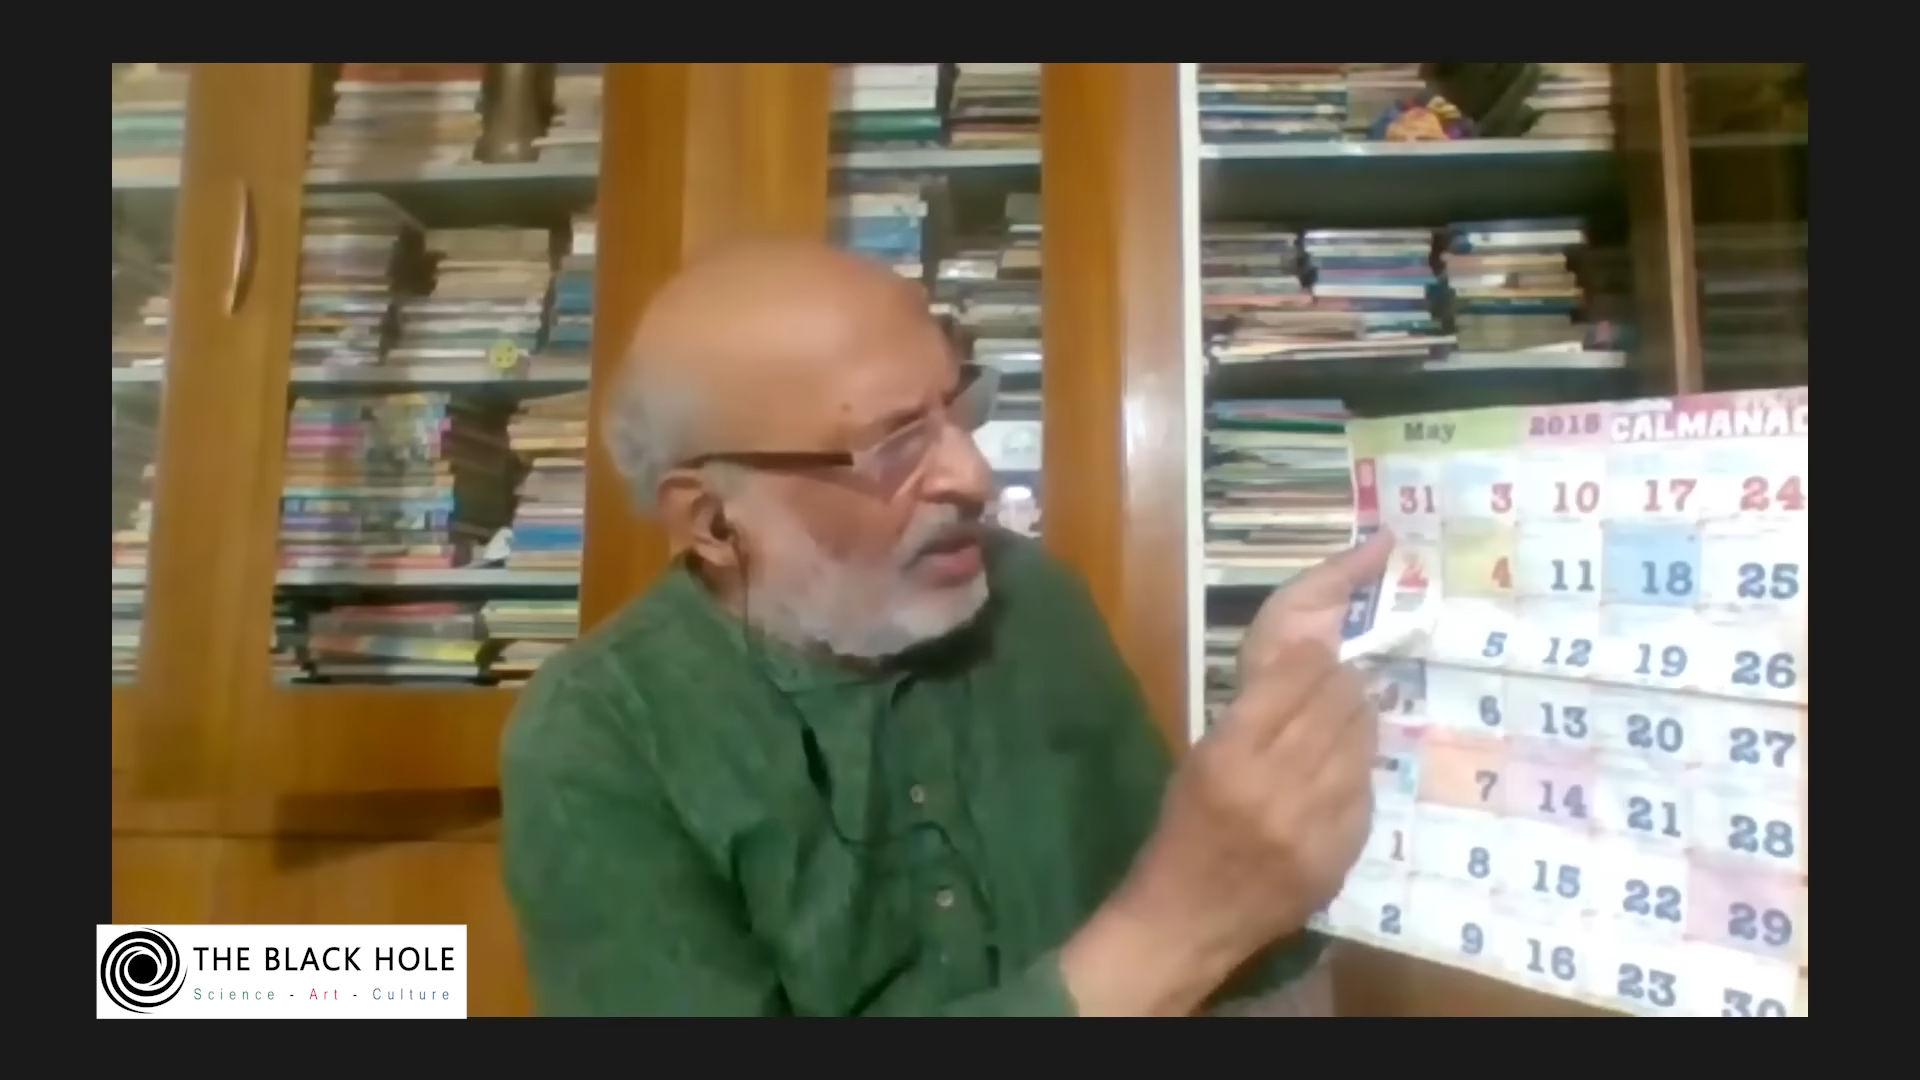 May 2015 CALMANAC
31 3 10 17 24
4 11 18 25
5 12 19 26
6 13 20 27
7 14 21 28
1 8 15 22 29
2 9 16 23 30
THE BLACK HOLE
Science - Art - Culture